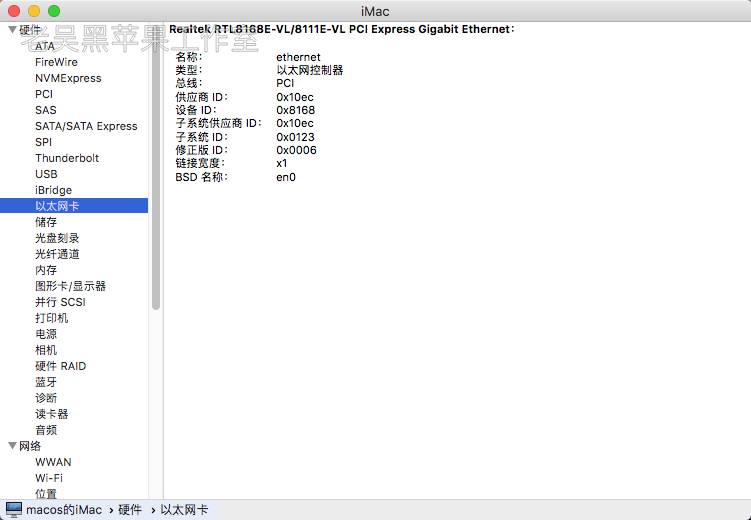 iMac
老吴黑苹果工作室
硬件
ATA
FireWire
NVMExpress
PCI
SAS
SATA/SATA Express
SPI
Thunderbolt
USB
iBridge
以太网卡
储存
光盘刻录
光纤通道
内存
图形卡/显示器
并行 SCSI
打印机
电源
相机
硬件 RAID
蓝牙
诊断
读卡器
音频
网络
WWAN
Wi-Fi
位置
Realtek RTL8168E-VL/8111E-VL PCI Express Gigabit Ethernet：
名称： ethernet
类型： 以太网控制器
总线： PCI
供应商 ID： 0x10ec
设备 ID： 0x8168
子系统供应商 ID： 0x10ec
子系统 ID： 0x0123
修正版 ID： 0x0006
链接宽度： x1
BSD 名称： en0
macos的iMac › 硬件 › 以太网卡